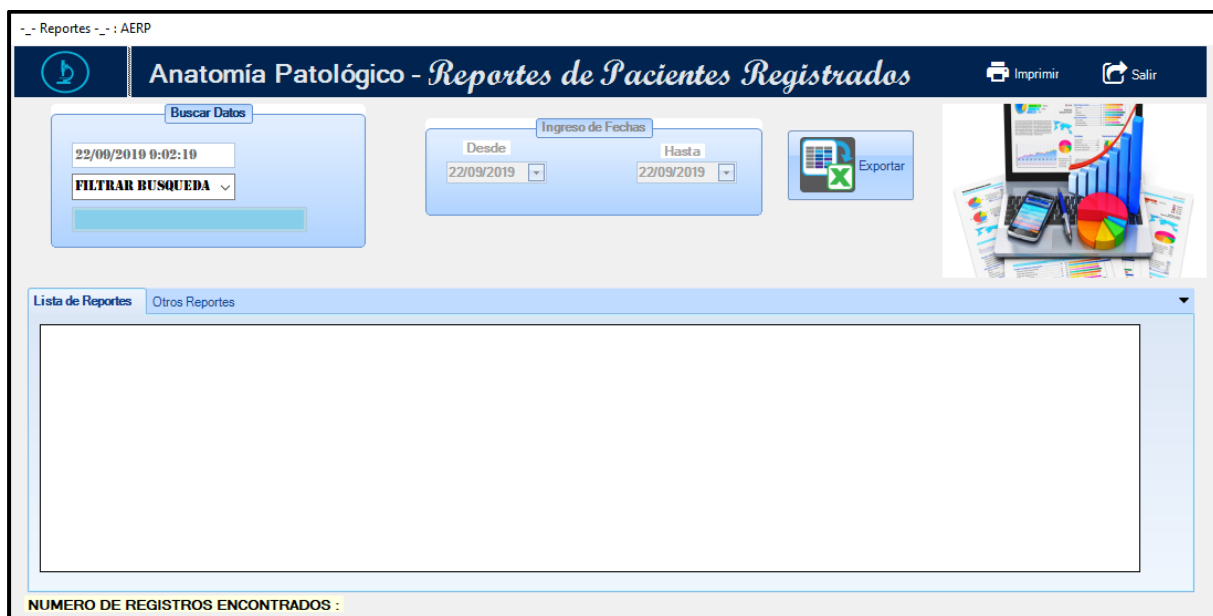 -_- Reportes -_- : AERP
Anatomía Patológico - Reportes de Pacientes Registrados
Imprimir
Salir
Buscar Datos
22/09/2019 9:02:19
FILTRAR BUSQUEDA
Ingreso de Fechas
Desde
Hasta
22/09/2019
22/09/2019
Exportar
Lista de Reportes
Otros Reportes
NUMERO DE REGISTROS ENCONTRADOS :